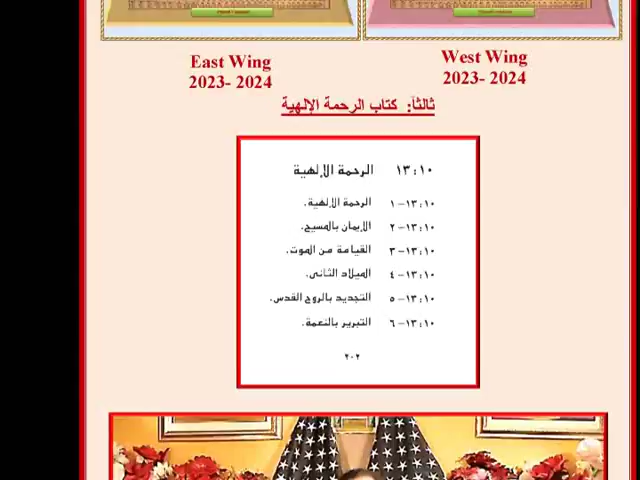 East Wing
2023- 2024
West Wing
2023- 2024
ثالثاً: كتاب الرحمة الإلهية
١٣:١٠ الرحمة الإلهية
١٣:١٠-١ الرحمة الإلهية.
١٣:١٠-٢ الإيمان بالمسيح.
١٣:١٠-٣ القيامة من الموت.
١٣:١٠-٤ الميلاد الثانى.
١٣:١٠-٥ التجديد بالروح القدس.
١٣:١٠-٦ التبرير بالنعمة.
٢٠٢